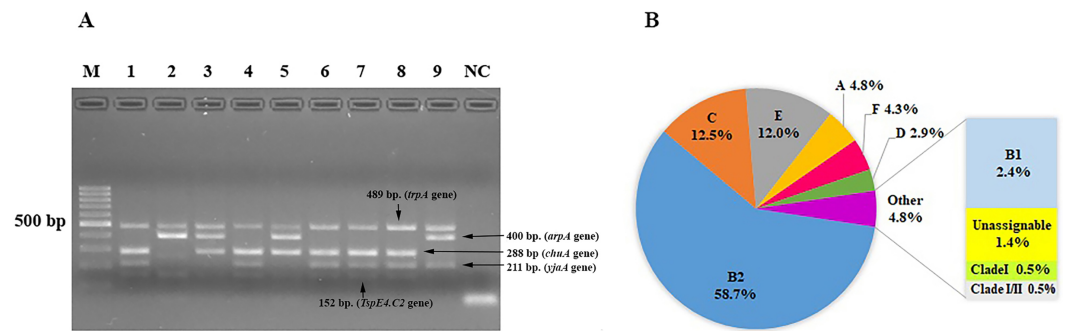 A
M 1 2 3 4 5 6 7 8 9 NC
500 bp
489 bp. (trpA gene)
400 bp. (arpA gene)
288 bp. (chuA gene)
211 bp. (yjaA gene)
152 bp. (TspE4.C2 gene)
B
A 4.8%
F 4.3%
D 2.9%
C
12.5%
E
12.0%
Other
4.8%
B2
58.7%
B1
2.4%
Unassignable
1.4%
CladeI 0.5%
Clade I/II 0.5%